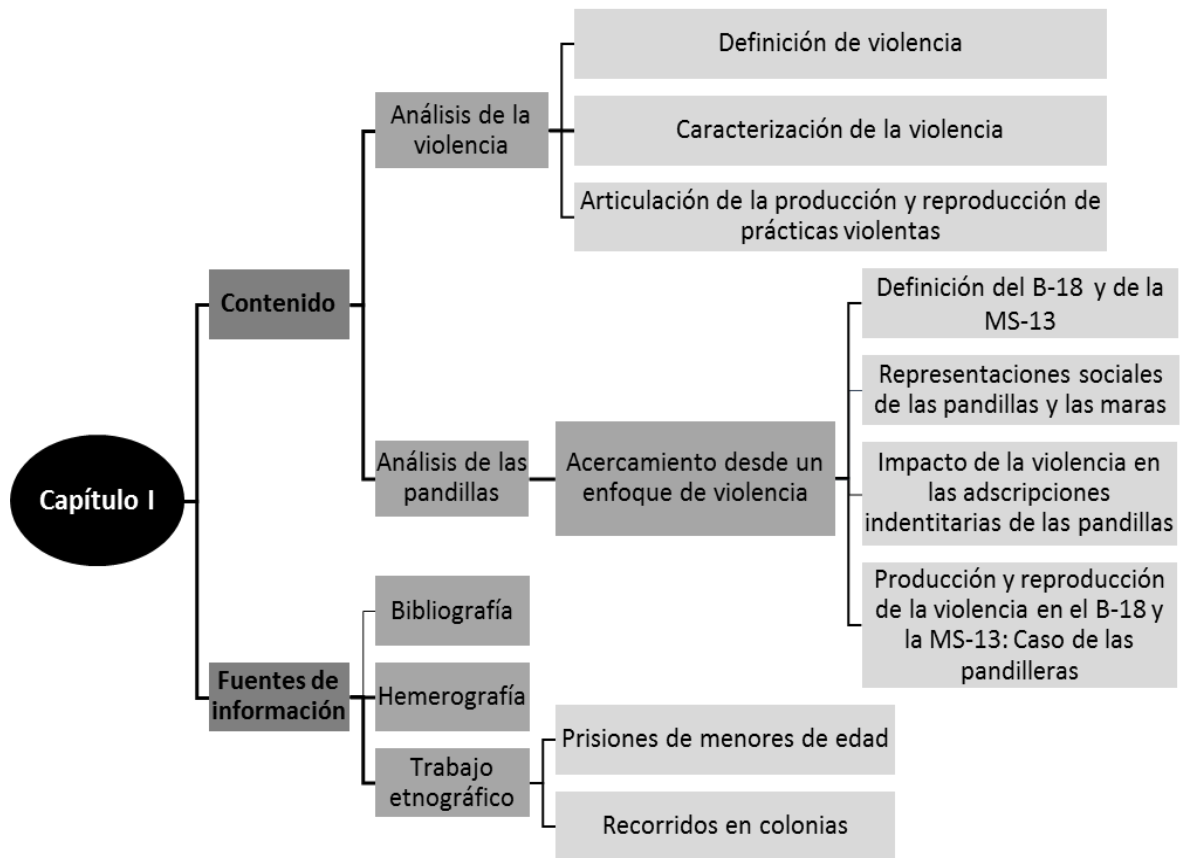 Capítulo I
Contenido
Análisis de la
violencia
Definición de violencia
Caracterización de la violencia
Articulación de la producción y reproducción de
prácticas violentas
Análisis de las
pandillas
Acercamiento desde un
enfoque de violencia
Definición del B-18 y de la
MS-13
Representaciones sociales
de las pandillas y las maras
Impacto de la violencia en
las adscripciones
indentitarias de las pandillas
Producción y reproducción
de la violencia en el B-18 y
la MS-13: Caso de las
pandilleras
Fuentes de
información
Bibliografía
Hemerografía
Trabajo
etnográfico
Prisiones de menores de edad
Recorridos en colonias